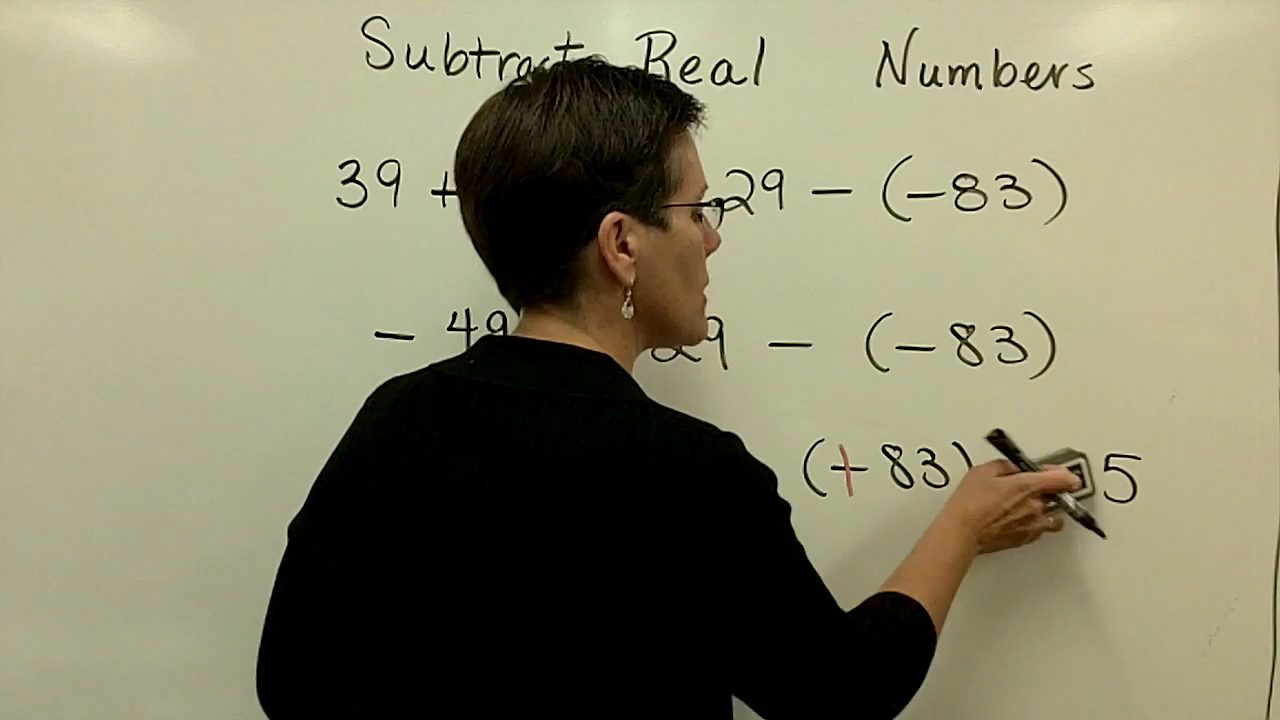 Subtract Real Numbers
39 + 29 − (−83)
− 49 29 − (−83)
(+83) 5